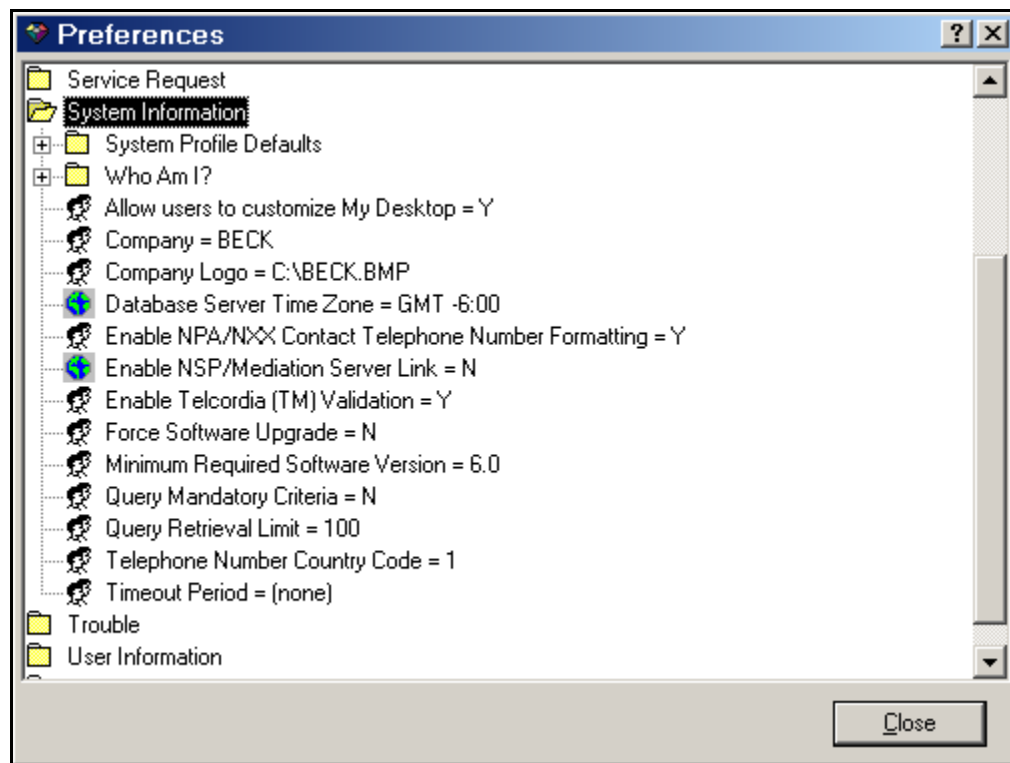 Preferences
Service Request
System Information
System Profile Defaults
Who Am I?
Allow users to customize My Desktop = Y
Company = BECK
Company Logo = C:\BECK.BMP
Database Server Time Zone = GMT -6:00
Enable NPA/NXX Contact Telephone Number Formatting = Y
Enable NSP/Mediation Server Link = N
Enable Telcordia (TM) Validation = Y
Force Software Upgrade = N
Minimum Required Software Version = 6.0
Query Mandatory Criteria = N
Query Retrieval Limit = 100
Telephone Number Country Code = 1
Timeout Period = (none)
Trouble
User Information
Close